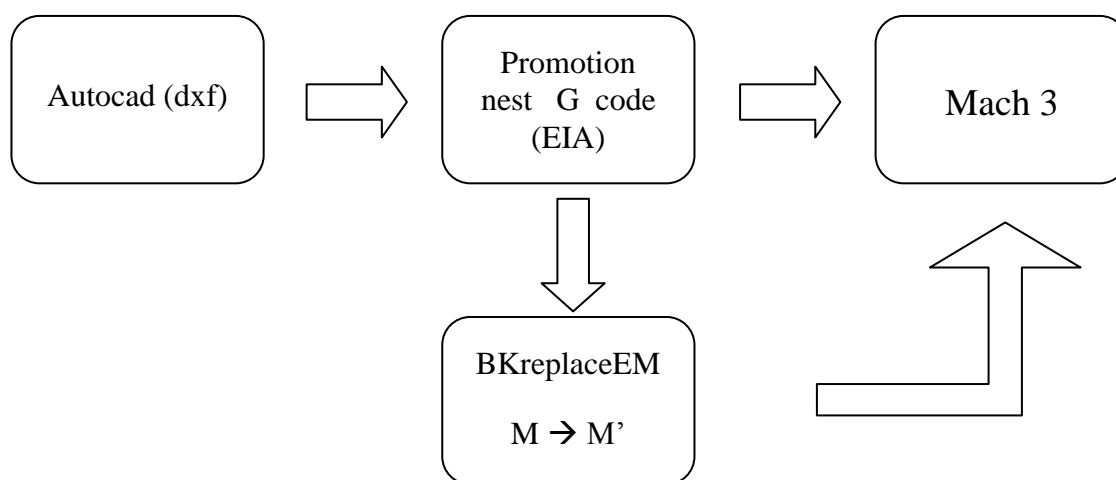 Autocad (dxf)
Promotion
nest G code
(EIA)
Mach 3
BKreplaceEM
M → M’